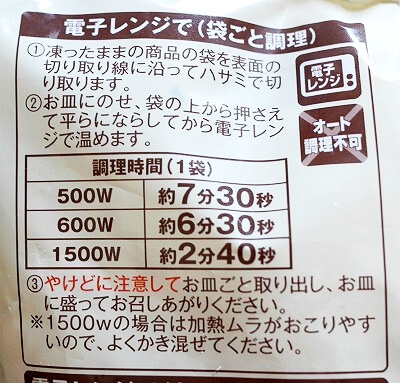 電子レンジで(袋ごと調理)
①凍ったままの商品の袋を表面の
切り取り線に沿ってハサミで切
り取ります。
電子
レンジ
②お皿にのせ、袋の上から押さえ
て平らにならしてから電子レン
ジで温めます。
オート
調理不可
調理時間(1袋)
500W 約7分30秒
600W 約6分30秒
1500W 約2分40秒
③やけどに注意してお皿ごと取り出し、お皿
に盛ってお召しあがりください。
※1500wの場合は加熱ムラがおこりやす
いので、よくかき混ぜてください。